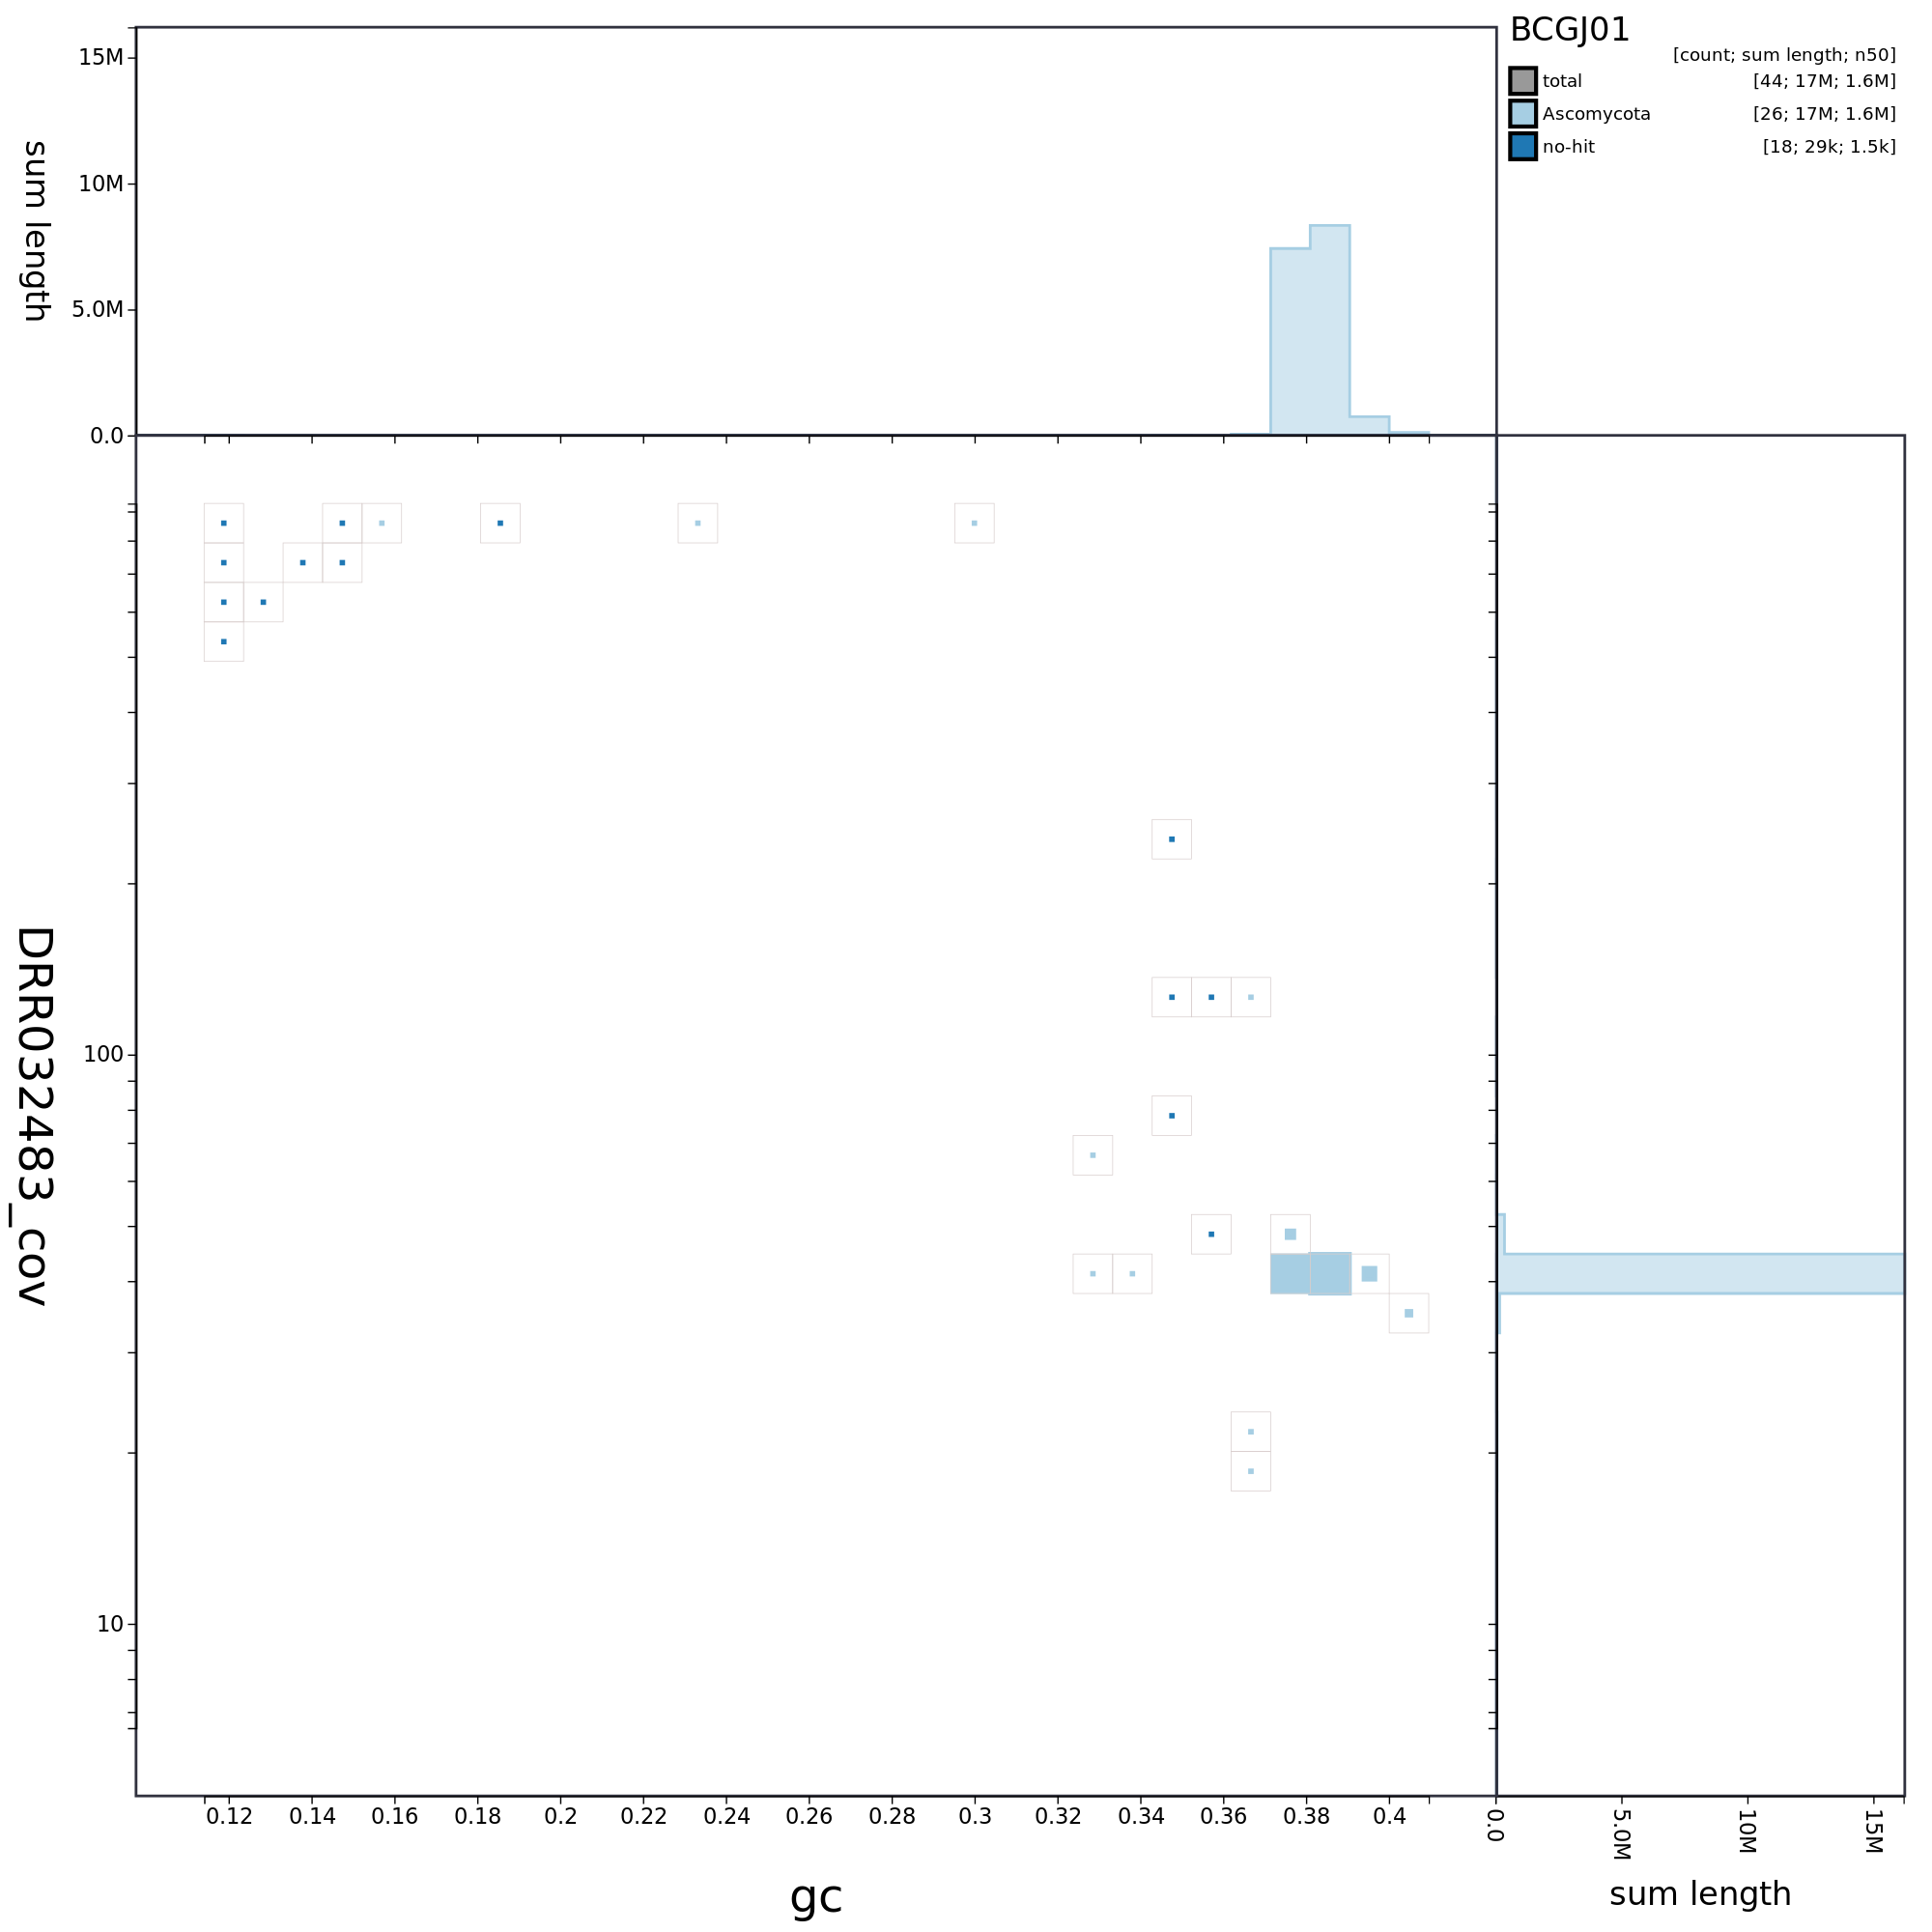 BCGJ01
[count; sum length; n50]
total [44; 17M; 1.6M]
Ascomycota [26; 17M; 1.6M]
no-hit [18; 29k; 1.5k]
sum length
15M
10M
5.0M
0.0
DRR032483_cov
100
10
0.12 0.14 0.16 0.18 0.2 0.22 0.24 0.26 0.28 0.3 0.32 0.34 0.36 0.38 0.4
gc
0.0 5.0M 10M 15M
sum length